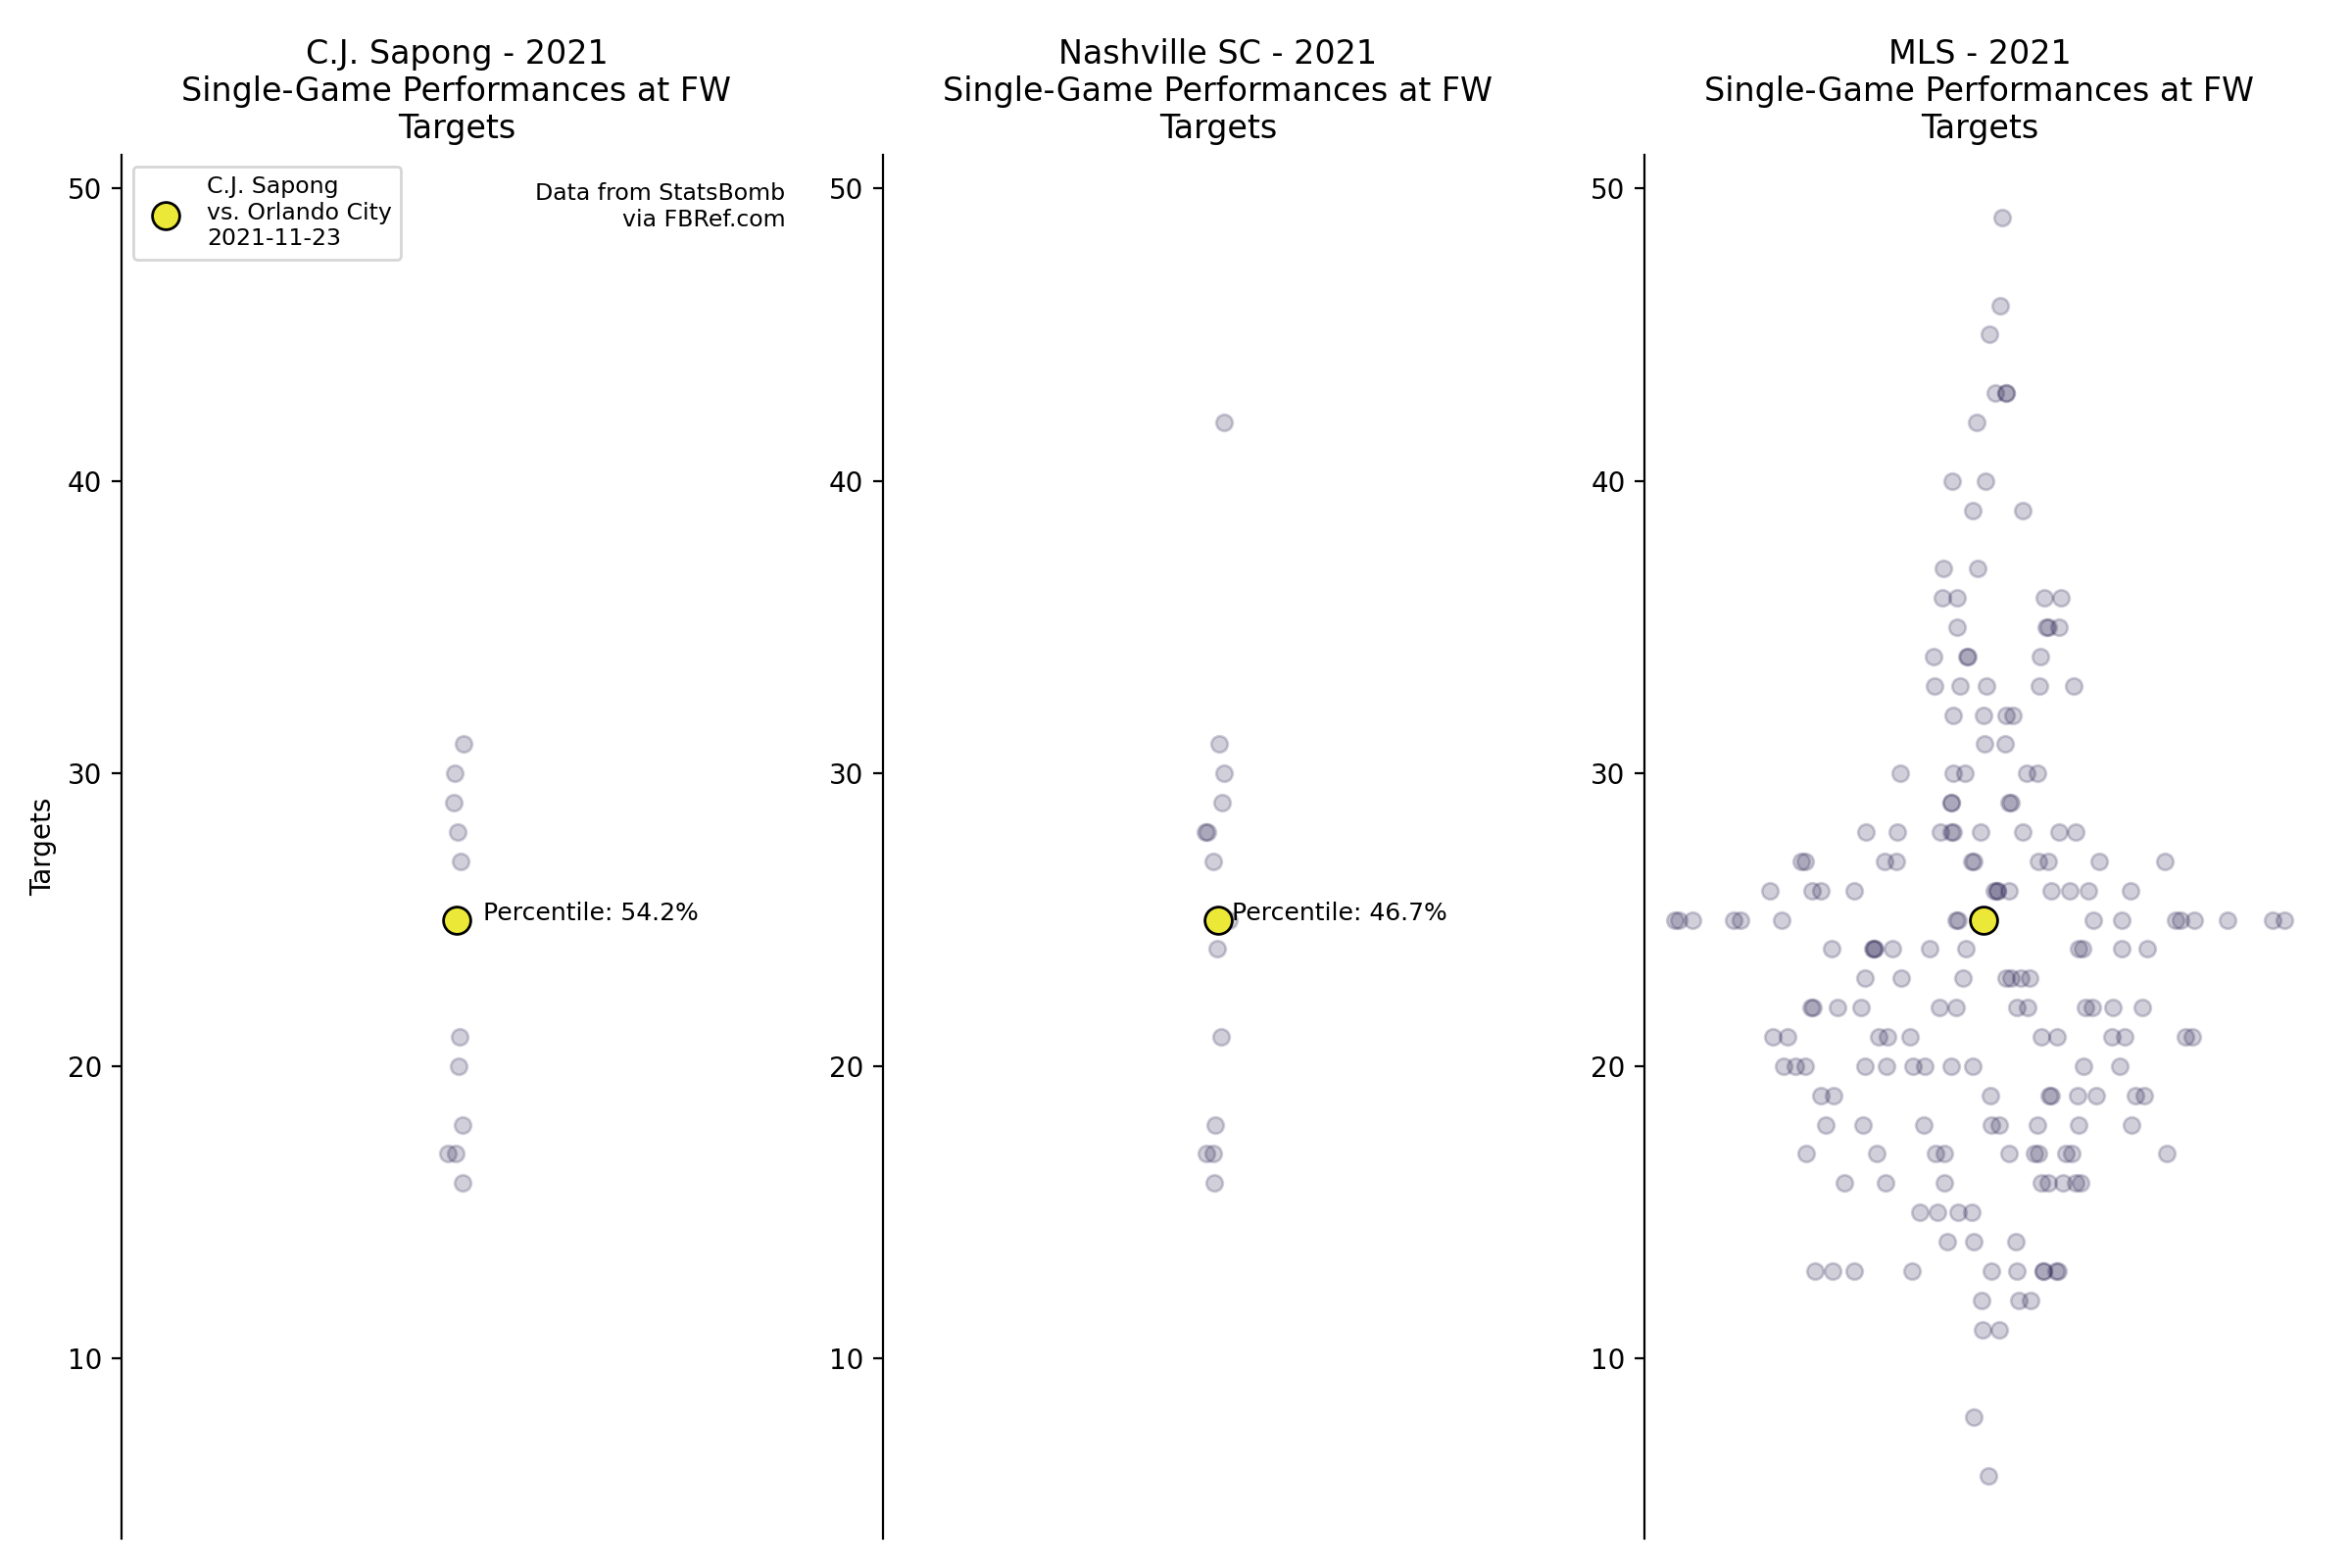 C.J. Sapong - 2021
Single-Game Performances at FW
Targets
Nashville SC - 2021
Single-Game Performances at FW
Targets
MLS - 2021
Single-Game Performances at FW
Targets
C.J. Sapong
vs. Orlando City
2021-11-23
Data from StatsBomb
via FBRef.com
Targets
50
40
30
20
10
Percentile: 54.2%
50
40
30
20
10
Percentile: 46.7%
50
40
30
20
10